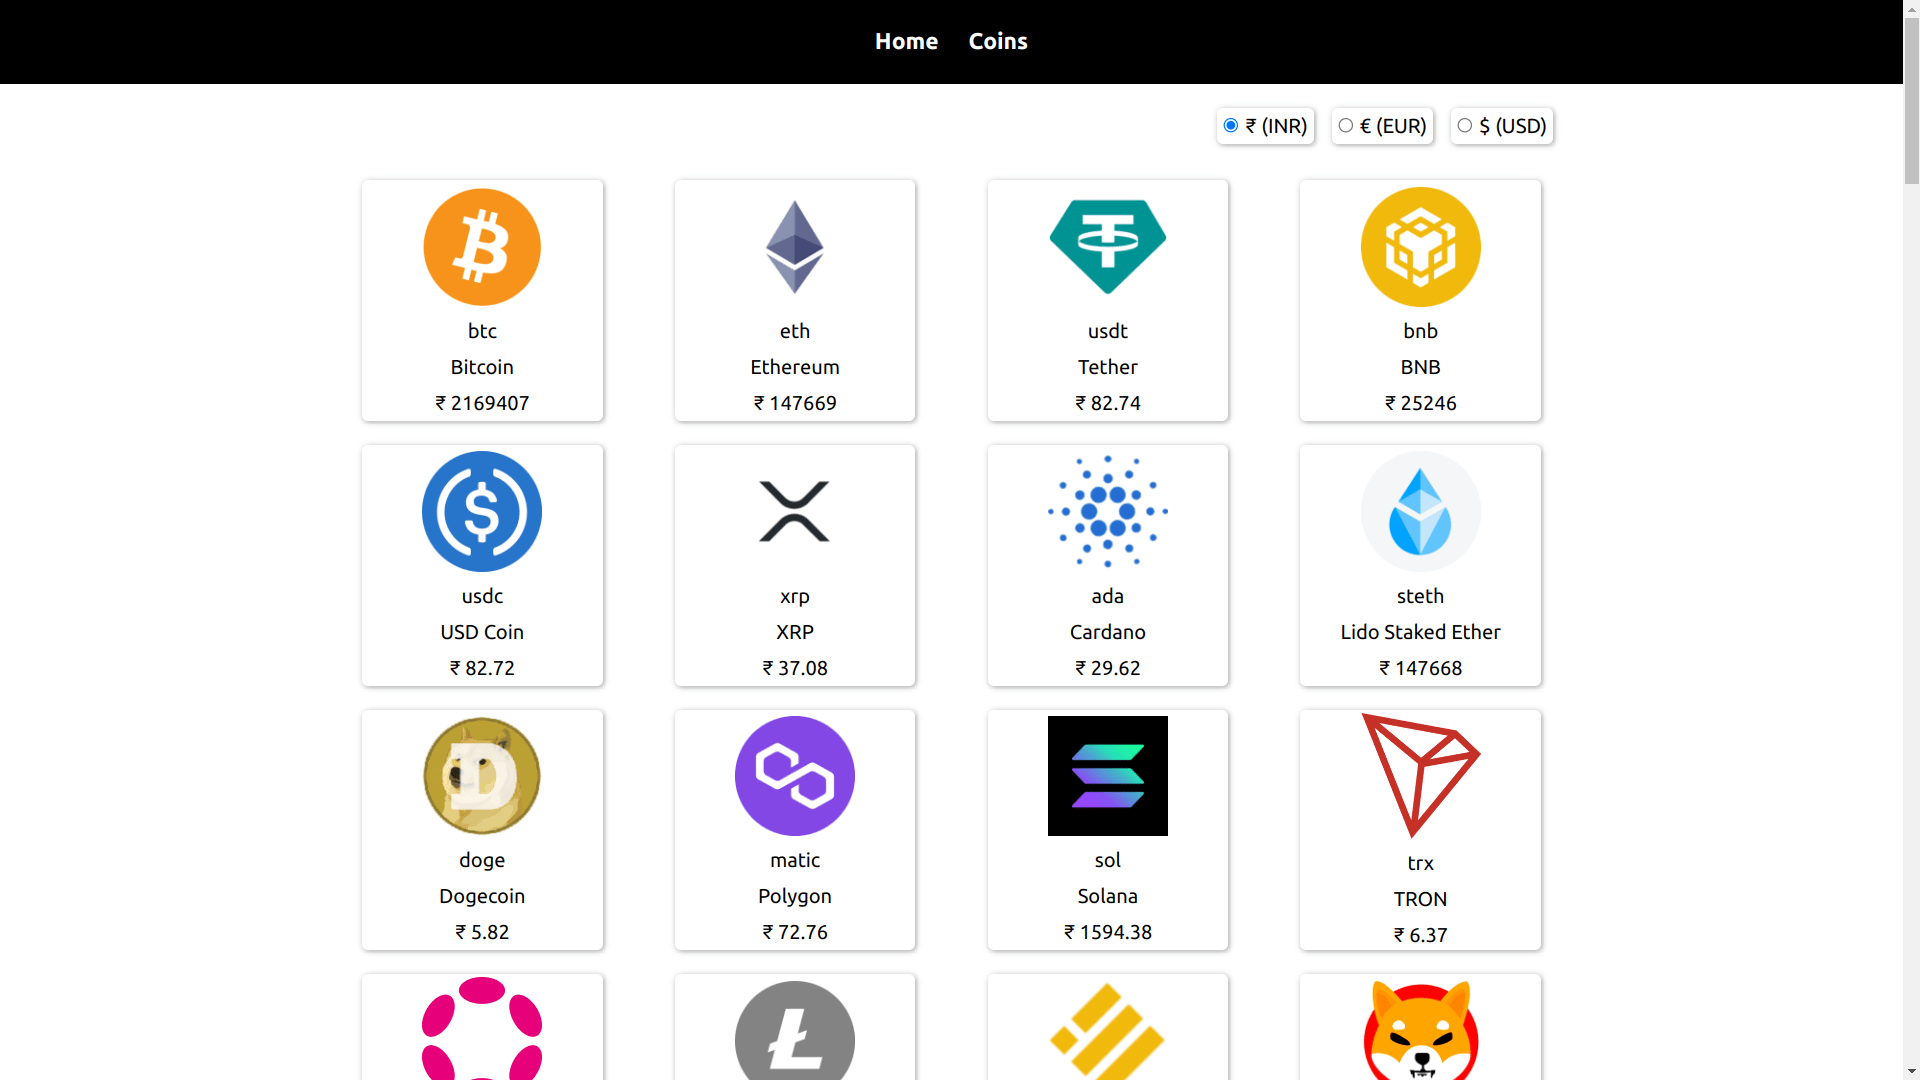 Home Coins
₹ (INR) € (EUR) $ (USD)
btc
Bitcoin
₹ 2169407
eth
Ethereum
₹ 147669
usdt
Tether
₹ 82.74
bnb
BNB
₹ 25246
usdc
USD Coin
₹ 82.72
xrp
XRP
₹ 37.08
ada
Cardano
₹ 29.62
steth
Lido Staked Ether
₹ 147668
doge
Dogecoin
₹ 5.82
matic
Polygon
₹ 72.76
sol
Solana
₹ 1594.38
trx
TRON
₹ 6.37